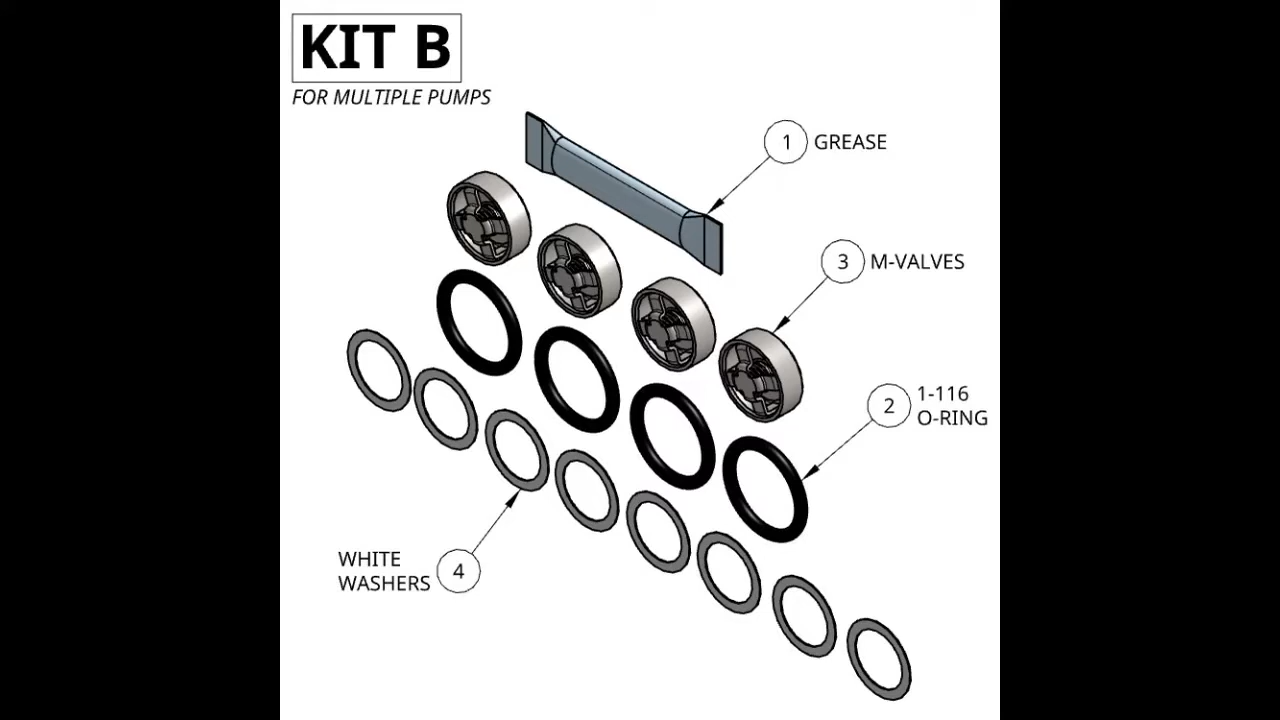 KIT B
FOR MULTIPLE PUMPS
1 GREASE
3 M-VALVES
2 1-116
O-RING
WHITE
WASHERS 4